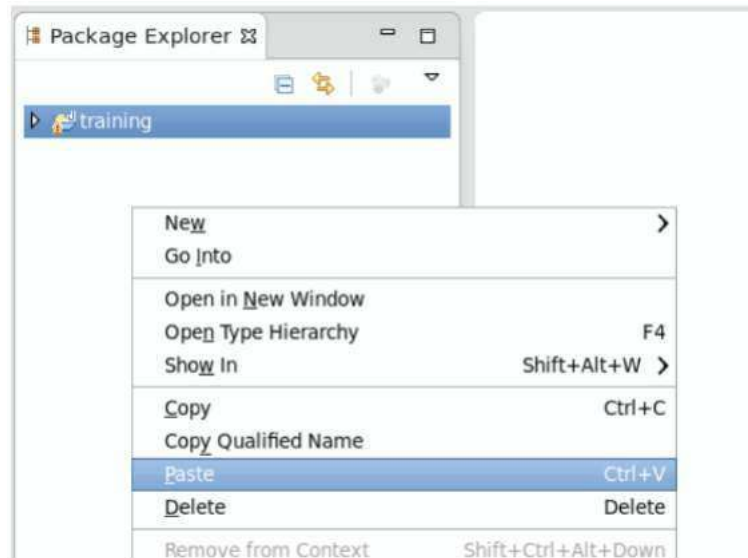 Package Explorer
training
New
Go Into
Open in New Window
Open Type Hierarchy F4
Show In Shift+Alt+W
Copy Ctrl+C
Copy Qualified Name
Paste Ctrl+V
Delete Delete
Remove from Context Shift+Ctrl+Alt+Down